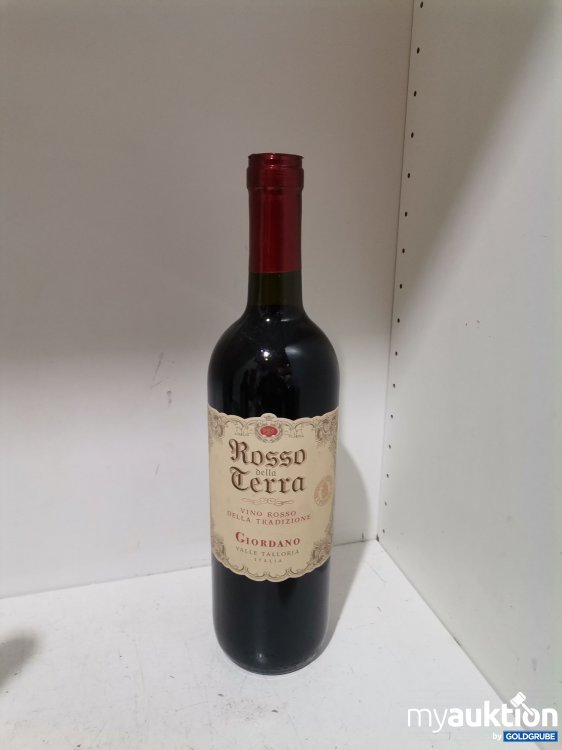 Rosso
della
Terra
VINO ROSSO
DELLA TRADIZIONE
GIORDANO
VALLE TALLORIA
ITALIA
myauktion
by GOLDGRUBE